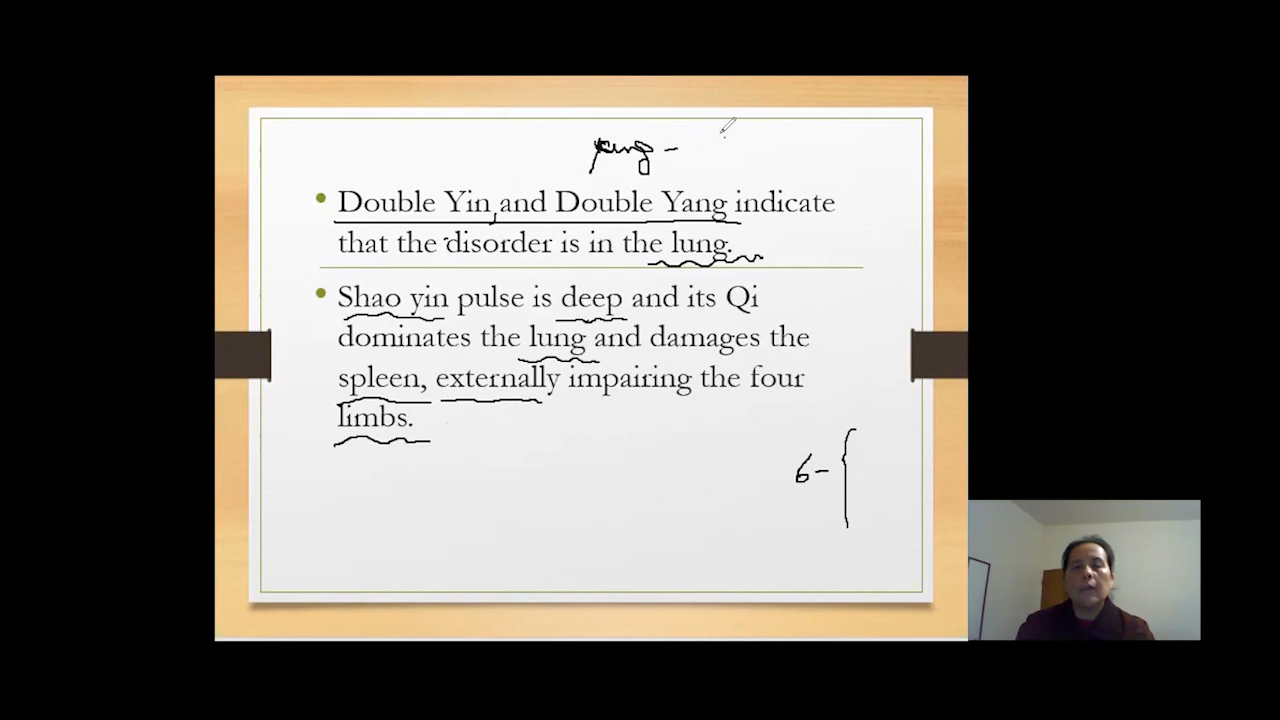 yang -
• Double Yin, and Double Yang indicate
that the disorder is in the lung.
• Shao yin pulse is deep and its Qi
dominates the lung and damages the
spleen, externally impairing the four
limbs.
6 - {